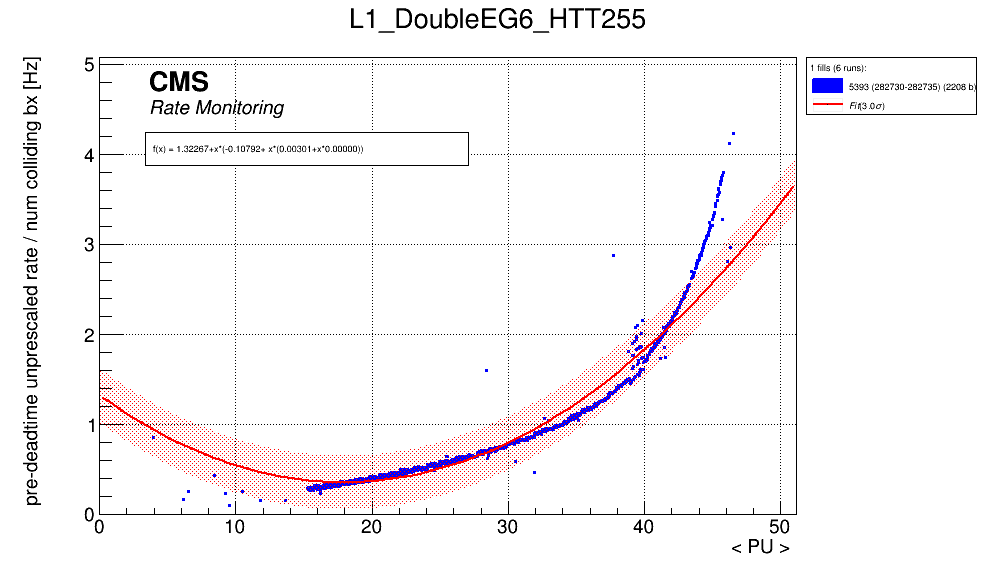 L1_DoubleEG6_HTT255
pre-deadtime unprescaled rate / num colliding bx [Hz]
CMS
Rate Monitoring
f(x) = 1.32267+x*(-0.10792+ x*(0.00301+x*0.00000))
5
4
3
2
1
0
0 10 20 30 40 50
< PU >
1 fills (6 runs):
5393 (282730-282735) (2208 b)
Fit(3.0σ)